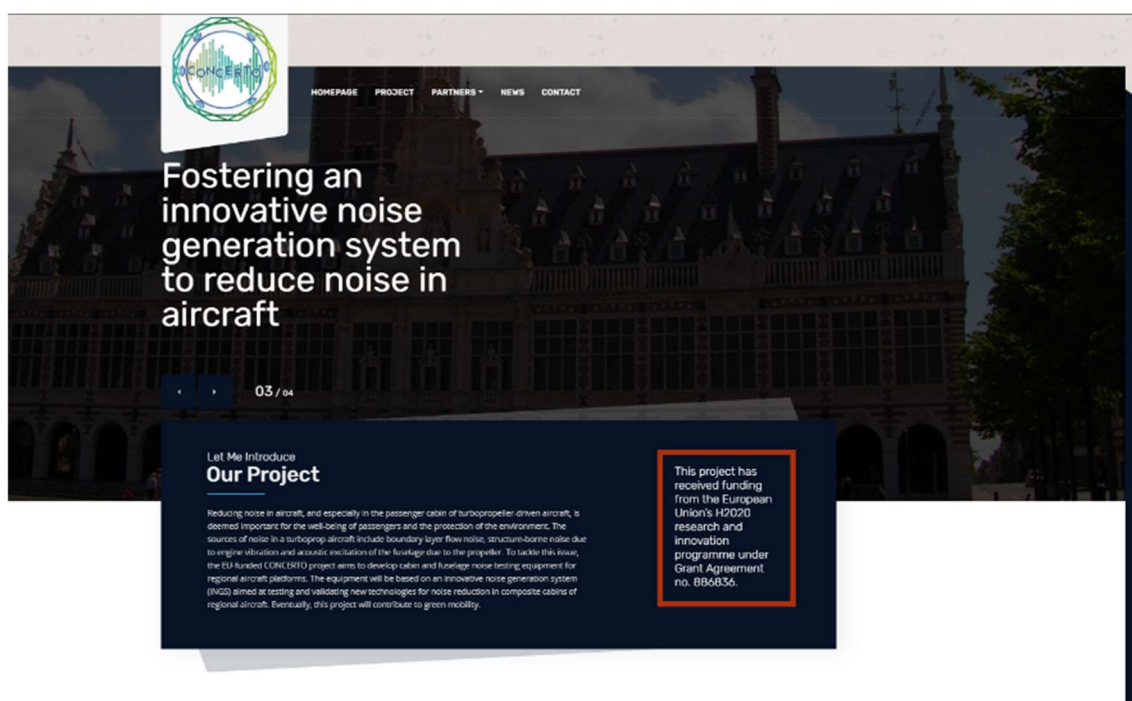 CONCERTO
HOMEPAGE PROJECT PARTNERS NEWS CONTACT
Fostering an
innovative noise
generation system
to reduce noise in
aircraft
03 / 04
Let Me Introduce
Our Project
Reducing noise in aircraft, and especially in the passenger cabin of turbopropeller-driven aircraft, is
deemed important for the well-being of passengers and the protection of the environment. The
sources of noise in a turboprop aircraft include boundary layer flow noise, structure-borne noise due
to engine vibration and acoustic excitation of the fuselage due to the propeller. To tackle this issue,
the EU-funded CONCERTO project aims to develop cabin and fuselage noise testing equipment for
regional aircraft platforms. The equipment will be based on an innovative noise generation system
(INGS) aimed at testing and validating new technologies for noise reduction in composite cabins of
regional aircraft. Eventually, this project will contribute to green mobility.
This project has
received funding
from the European
Union's H2020
research and
innovation
programme under
Grant Agreement
no. 886836.